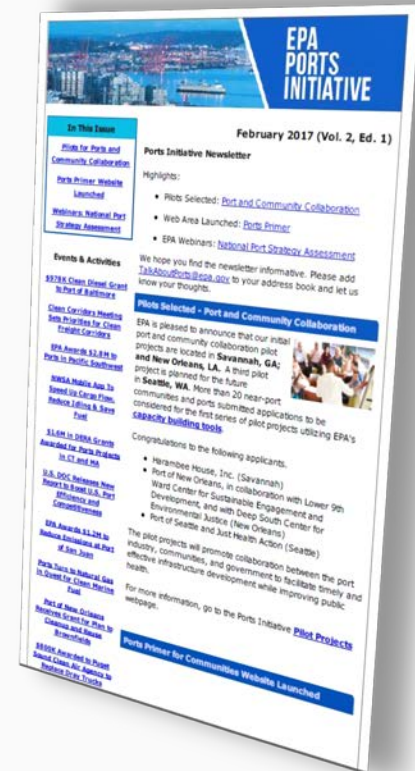 EPA
PORTS
INITIATIVE
February 2017 (Vol. 2, Ed. 1)
In This Issue
Pilots for Ports and
Community Collaboration
Ports Primer Website
Launched
Webinars: National Port
Strategy Assessment
Events & Activities
$978K Clean Diesel Grant
to Port of Baltimore
Clean Corridors Meeting
Sets Priorities for Clean
Freight Corridors
EPA Awards $2.8M to
Ports in Pacific Southwest
NWSA Mobile App To
Speed Up Cargo Flow,
Reduce Idling & Save
Fuel
$1.6M in DERA Grants
Awarded for Ports Projects
in CT and MA
U.S. DOC Releases New
Report to Boost U.S. Port
Efficiency and
Competitiveness
EPA Awards $1.2M to
Reduce Emissions at Port
of San Juan
Ports Turn to Natural Gas
in Quest for Clean Marine
Fuel
Port of New Orleans
Receives Grant for Plan to
Cleanup and Reuse
Brownfields
$800K Awarded to Puget
Sound Clean Air Agency to
Replace Dray Trucks
Ports Initiative Newsletter
Highlights:
• Pilots Selected: Port and Community Collaboration
• Web Area Launched: Ports Primer
• EPA Webinars: National Port Strategy Assessment
We hope you find the newsletter informative. Please add
TalkAboutPorts@epa.gov to your address book and let us
know your thoughts.
Pilots Selected - Port and Community Collaboration
EPA is pleased to announce that our initial
port and community collaboration pilot
projects are located in Savannah, GA;
and New Orleans, LA. A third pilot
project is planned for the future
in Seattle, WA. More than 20 near-port
communities and ports submitted applications to be
considered for the first series of pilot projects utilizing EPA's
capacity building tools.
Congratulations to the following applicants.
• Harambee House, Inc. (Savannah)
• Port of New Orleans, in collaboration with Lower 9th
Ward Center for Sustainable Engagement and
Development, and with Deep South Center for
Environmental Justice (New Orleans)
• Port of Seattle and Just Health Action (Seattle)
The pilot projects will promote collaboration between the port
industry, communities, and government to facilitate timely and
effective infrastructure development while improving public
health.
For more information, go to the Ports Initiative Pilot Projects
webpage.
Ports Primer for Communities Website Launched